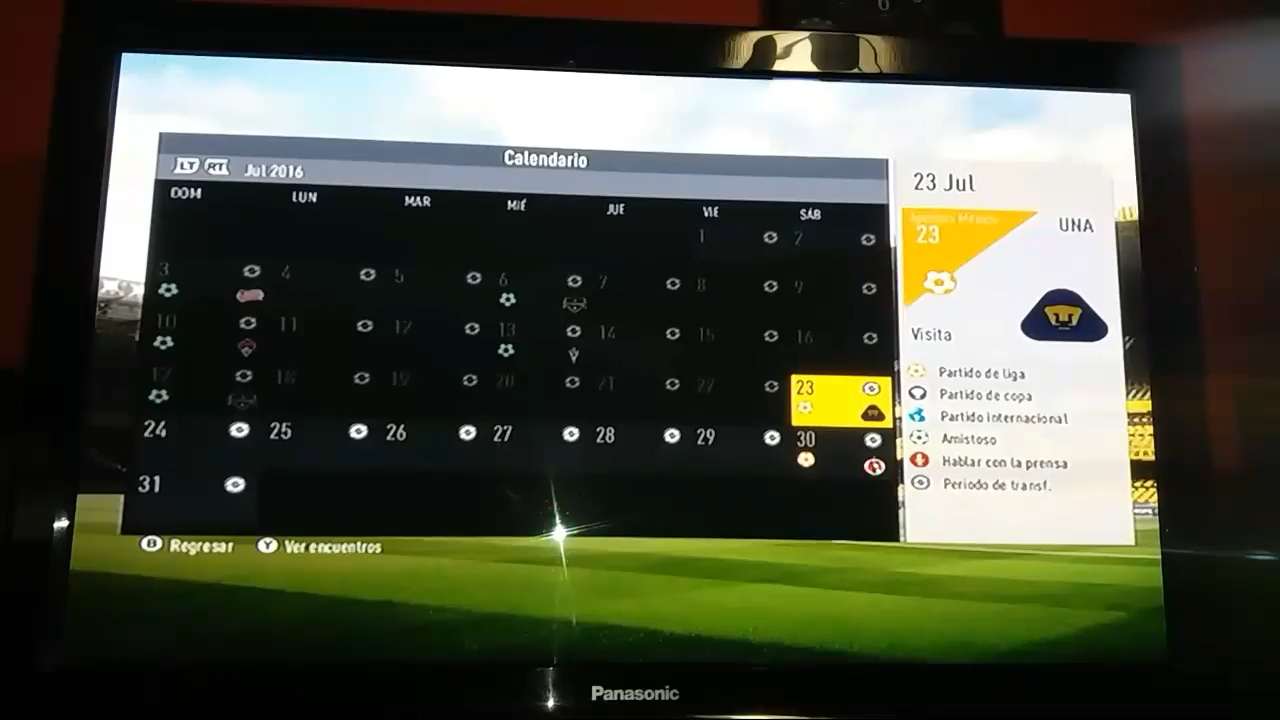 Calendario
LT RT Jul 2016
DOM LUN MAR MIÉ JUE VIE SÁB
1 2
3 4 5 6 7 8 9
10 11 12 13 14 15 16
17 18 19 20 21 22 23
24 25 26 27 28 29 30
31
B Regresar Y Ver encuentros
23 Jul
23
UNA
Visita
Partido de liga
Partido de copa
Partido internacional
Amistoso
Hablar con la prensa
Periodo de transf.
Panasonic